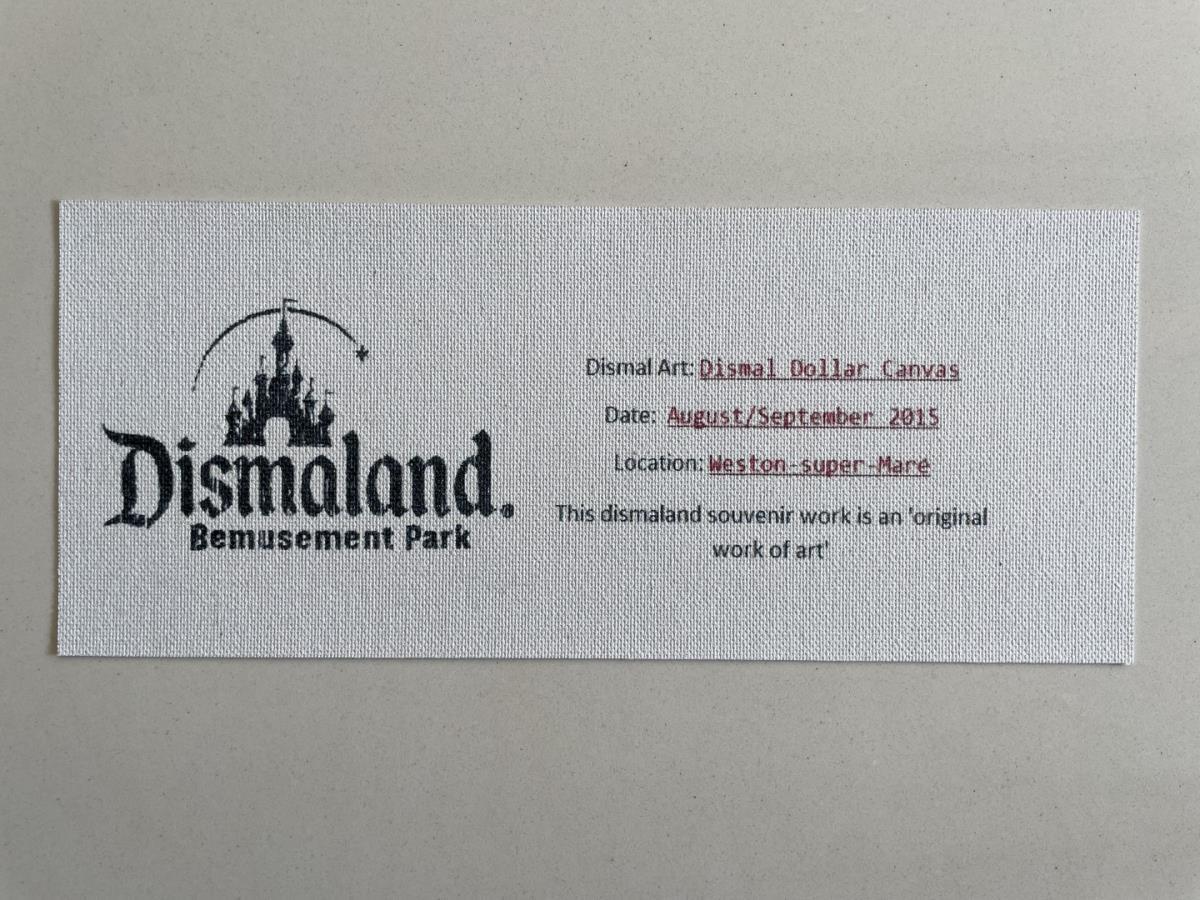 Dismaland.
Bemusement Park
Dismal Art: Dismal Dollar Canvas
Date: August/September 2015
Location: Weston-super-Mare
This dismaland souvenir work is an 'original
work of art'